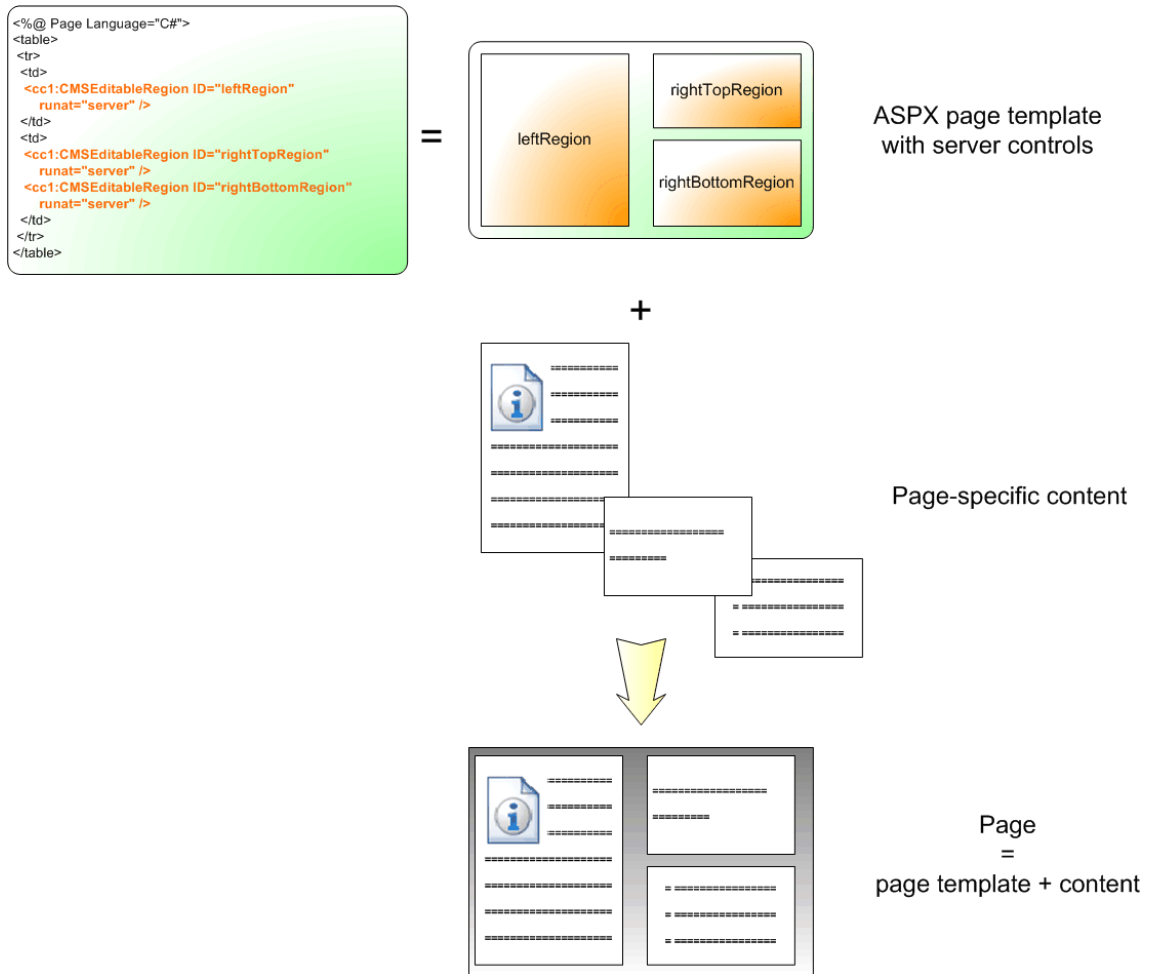 <%@ Page Language="C#">
<table>
<tr>
<td>
<cc1:CMSEditableRegion ID="leftRegion"
runat="server" />
</td>
<td>
<cc1:CMSEditableRegion ID="rightTopRegion"
runat="server" />
<cc1:CMSEditableRegion ID="rightBottomRegion"
runat="server" />
</td>
</tr>
</table>
=
leftRegion
rightTopRegion
rightBottomRegion
ASPX page template
with server controls
+
Page-specific content
Page
=
page template + content